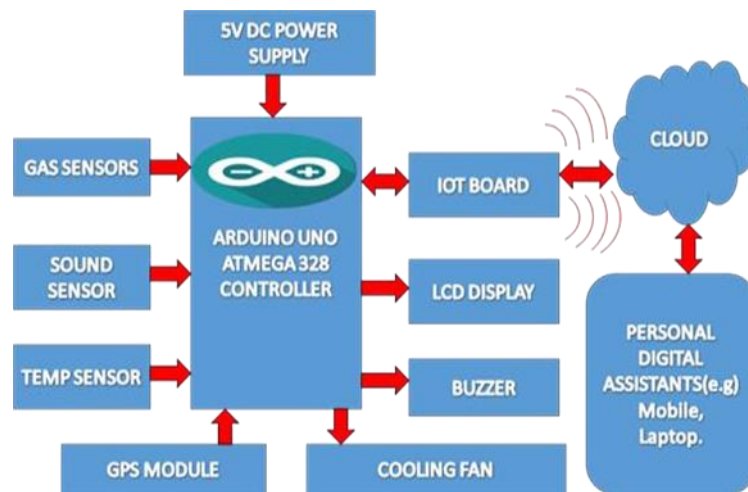 5V DC POWER
SUPPLY
GAS SENSORS
SOUND
SENSOR
TEMP SENSOR
GPS MODULE
ARDUINO UNO
ATMEGA 328
CONTROLLER
IOT BOARD
LCD DISPLAY
BUZZER
COOLING FAN
CLOUD
PERSONAL
DIGITAL
ASSISTANTS(e.g)
Mobile,
Laptop.